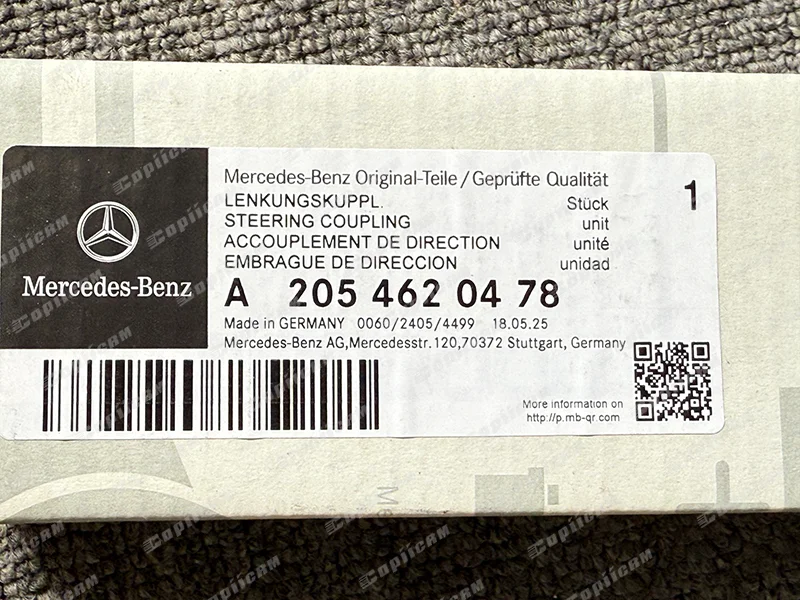 Mercedes-Benz
Mercedes-Benz Original-Teile/Geprüfte Qualität
LENKUNGSKUPPL. Stück
STEERING COUPLING unit
ACCOUPLEMENT DE DIRECTION unité
EMBRAGUE DE DIRECCION unidad
1
A 205 462 04 78
Made in GERMANY 0060/2405/4499 18.05.25
Mercedes-Benz AG,Mercedesstr.120,70372 Stuttgart, Germany
More information on
http://p.mb-qr.com
Copiicam